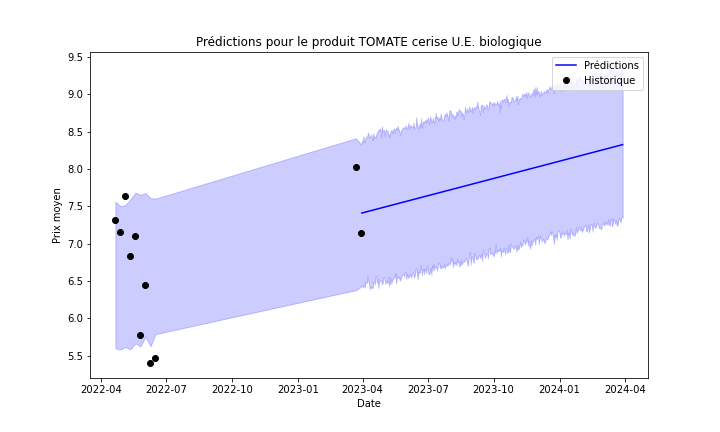 Prédictions pour le produit TOMATE cerise U.E. biologique
Prédictions
Historique
Prix moyen
9.5
9.0
8.5
8.0
7.5
7.0
6.5
6.0
5.5
2022-04 2022-07 2022-10 2023-01 2023-04 2023-07 2023-10 2024-01 2024-04
Date